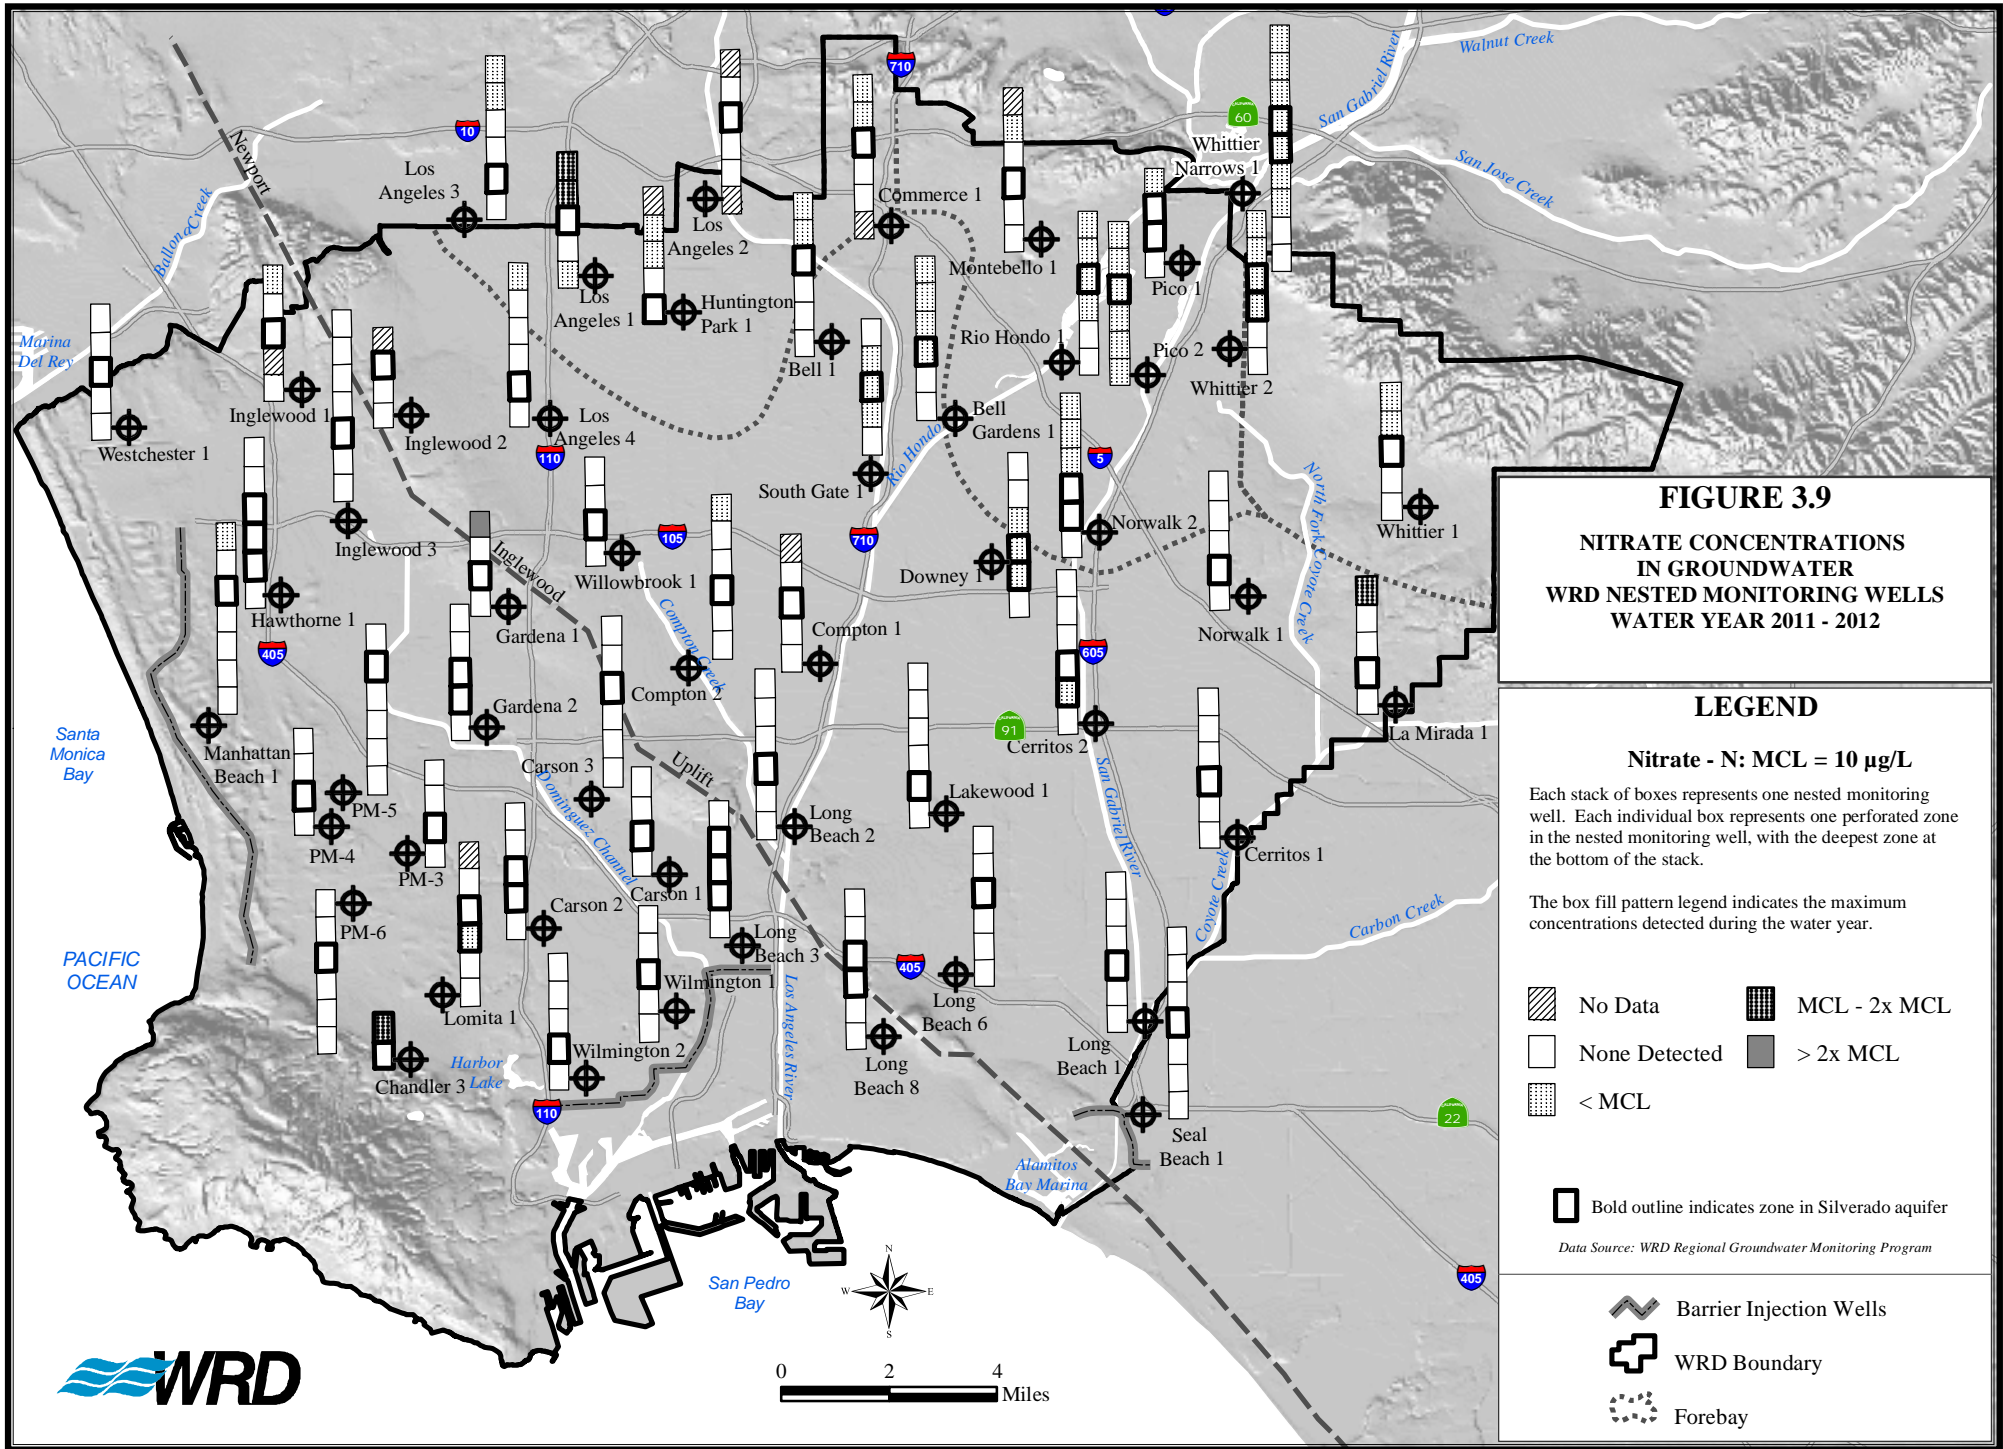 Walnut Creek
San Gabriel River
San Jose Creek
710
10
60
Newport
Ballona Creek
Los
Angeles 3
Whittier
Narrows 1
Commerce 1
Los
Angeles 2
Montebello 1
Pico 1
Los
Angeles 1
Huntington
Park 1
Marina
Del Rey
Rio Hondo 1
Pico 2
Bell 1
Whittier 2
Inglewood 1
Inglewood 2
Los
Angeles 4
Bell
Gardens 1
Westchester 1
110
5
Rio Hondo
South Gate 1
North Fork Coyote Creek
Whittier 1
Inglewood 3
105
710
Norwalk 2
Inglewood
Willowbrook 1
Downey 1
Hawthorne 1
Gardena 1
Compton Creek
Compton 1
Norwalk 1
405
605
Compton 2
Gardena 2
Manhattan
Beach 1
Santa
Monica
Bay
91
Cerritos 2
La Mirada 1
Carson 3
Uplift
Dominguez Channel
San Gabriel River
Lakewood 1
PM-5
Long
Beach 2
PM-4
PM-3
Cerritos 1
Coyote Creek
Carson 1
Carson 2
PM-6
Long
Beach 3
Carbon Creek
PACIFIC
OCEAN
405
Wilmington 1
Los Angeles River
Long
Beach 6
Lomita 1
Wilmington 2
Long
Beach 1
Long
Beach 8
Harbor
Lake
Chandler 3
110
22
Seal
Beach 1
Alamitos
Bay Marina
San Pedro
Bay
405
N
W
E
S
0 2 4
Miles
WRD
FIGURE 3.9
NITRATE CONCENTRATIONS
IN GROUNDWATER
WRD NESTED MONITORING WELLS
WATER YEAR 2011 - 2012
LEGEND
Nitrate - N: MCL = 10 µg/L
Each stack of boxes represents one nested monitoring
well. Each individual box represents one perforated zone
in the nested monitoring well, with the deepest zone at
the bottom of the stack.
The box fill pattern legend indicates the maximum
concentrations detected during the water year.
No Data
MCL - 2x MCL
None Detected
> 2x MCL
< MCL
Bold outline indicates zone in Silverado aquifer
Data Source: WRD Regional Groundwater Monitoring Program
Barrier Injection Wells
WRD Boundary
Forebay